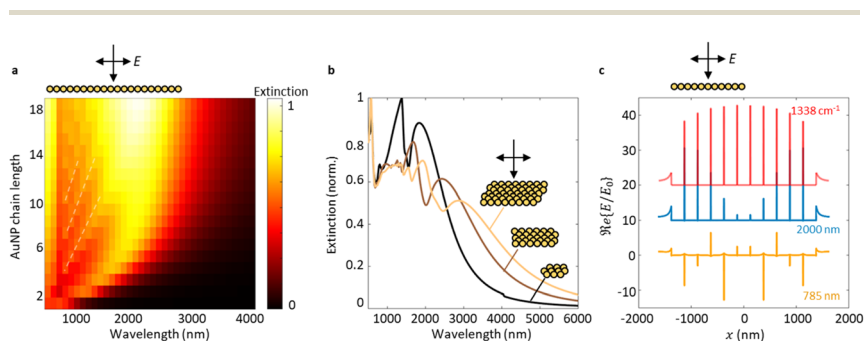 E
E
a
b
c
Extinction
1
0
AuNP chain length
18
14
10
6
2
1000 2000 3000 4000
Wavelength (nm)
Extinction (norm.)
1
0.8
0.6
0.4
0.2
0
1000 2000 3000 4000 5000 6000
Wavelength (nm)
ℜe{E/E0}
40
30
20
10
0
-10
1338 cm⁻¹
2000 nm
785 nm
-2000 -1000 0 1000 2000
x (nm)